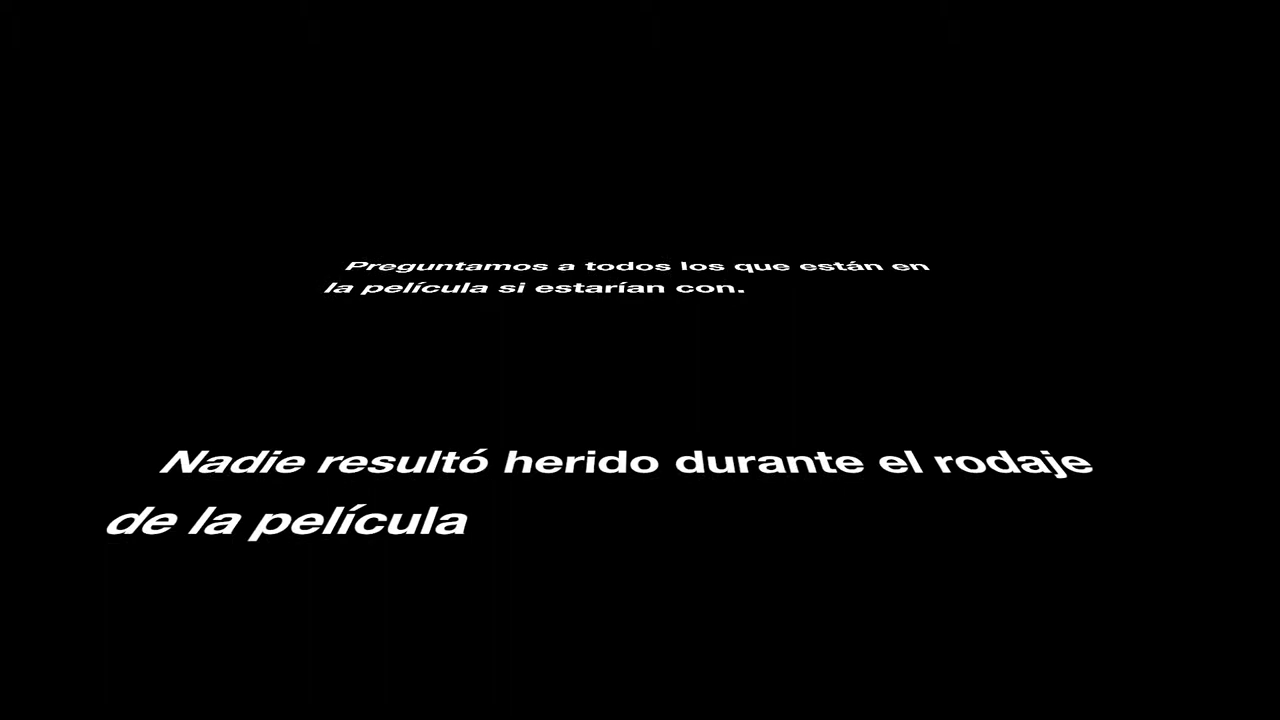 Preguntamos a todos los que están en
la película si estarían con.
Nadie resultó herido durante el rodaje
de la película